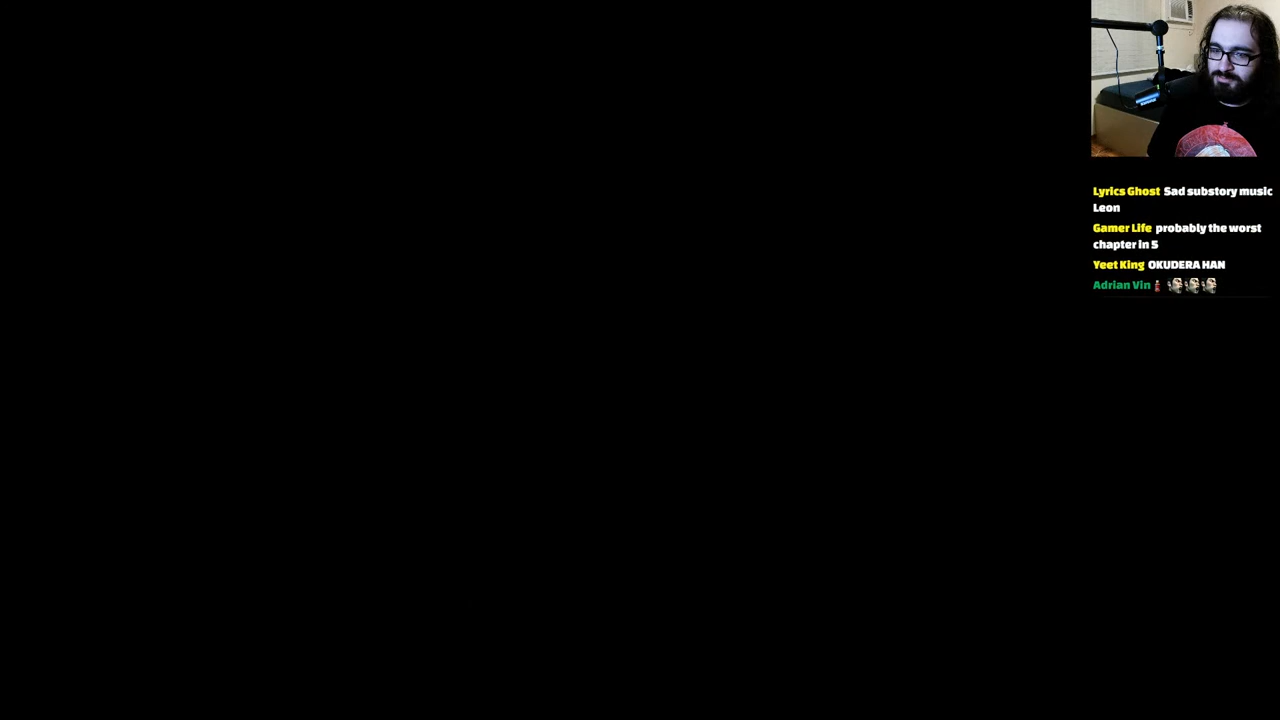 Lyrics Ghost Sad substory music
Leon
Gamer Life probably the worst
chapter in 5
Yeet King OKUDERA HAN
Adrian Vin